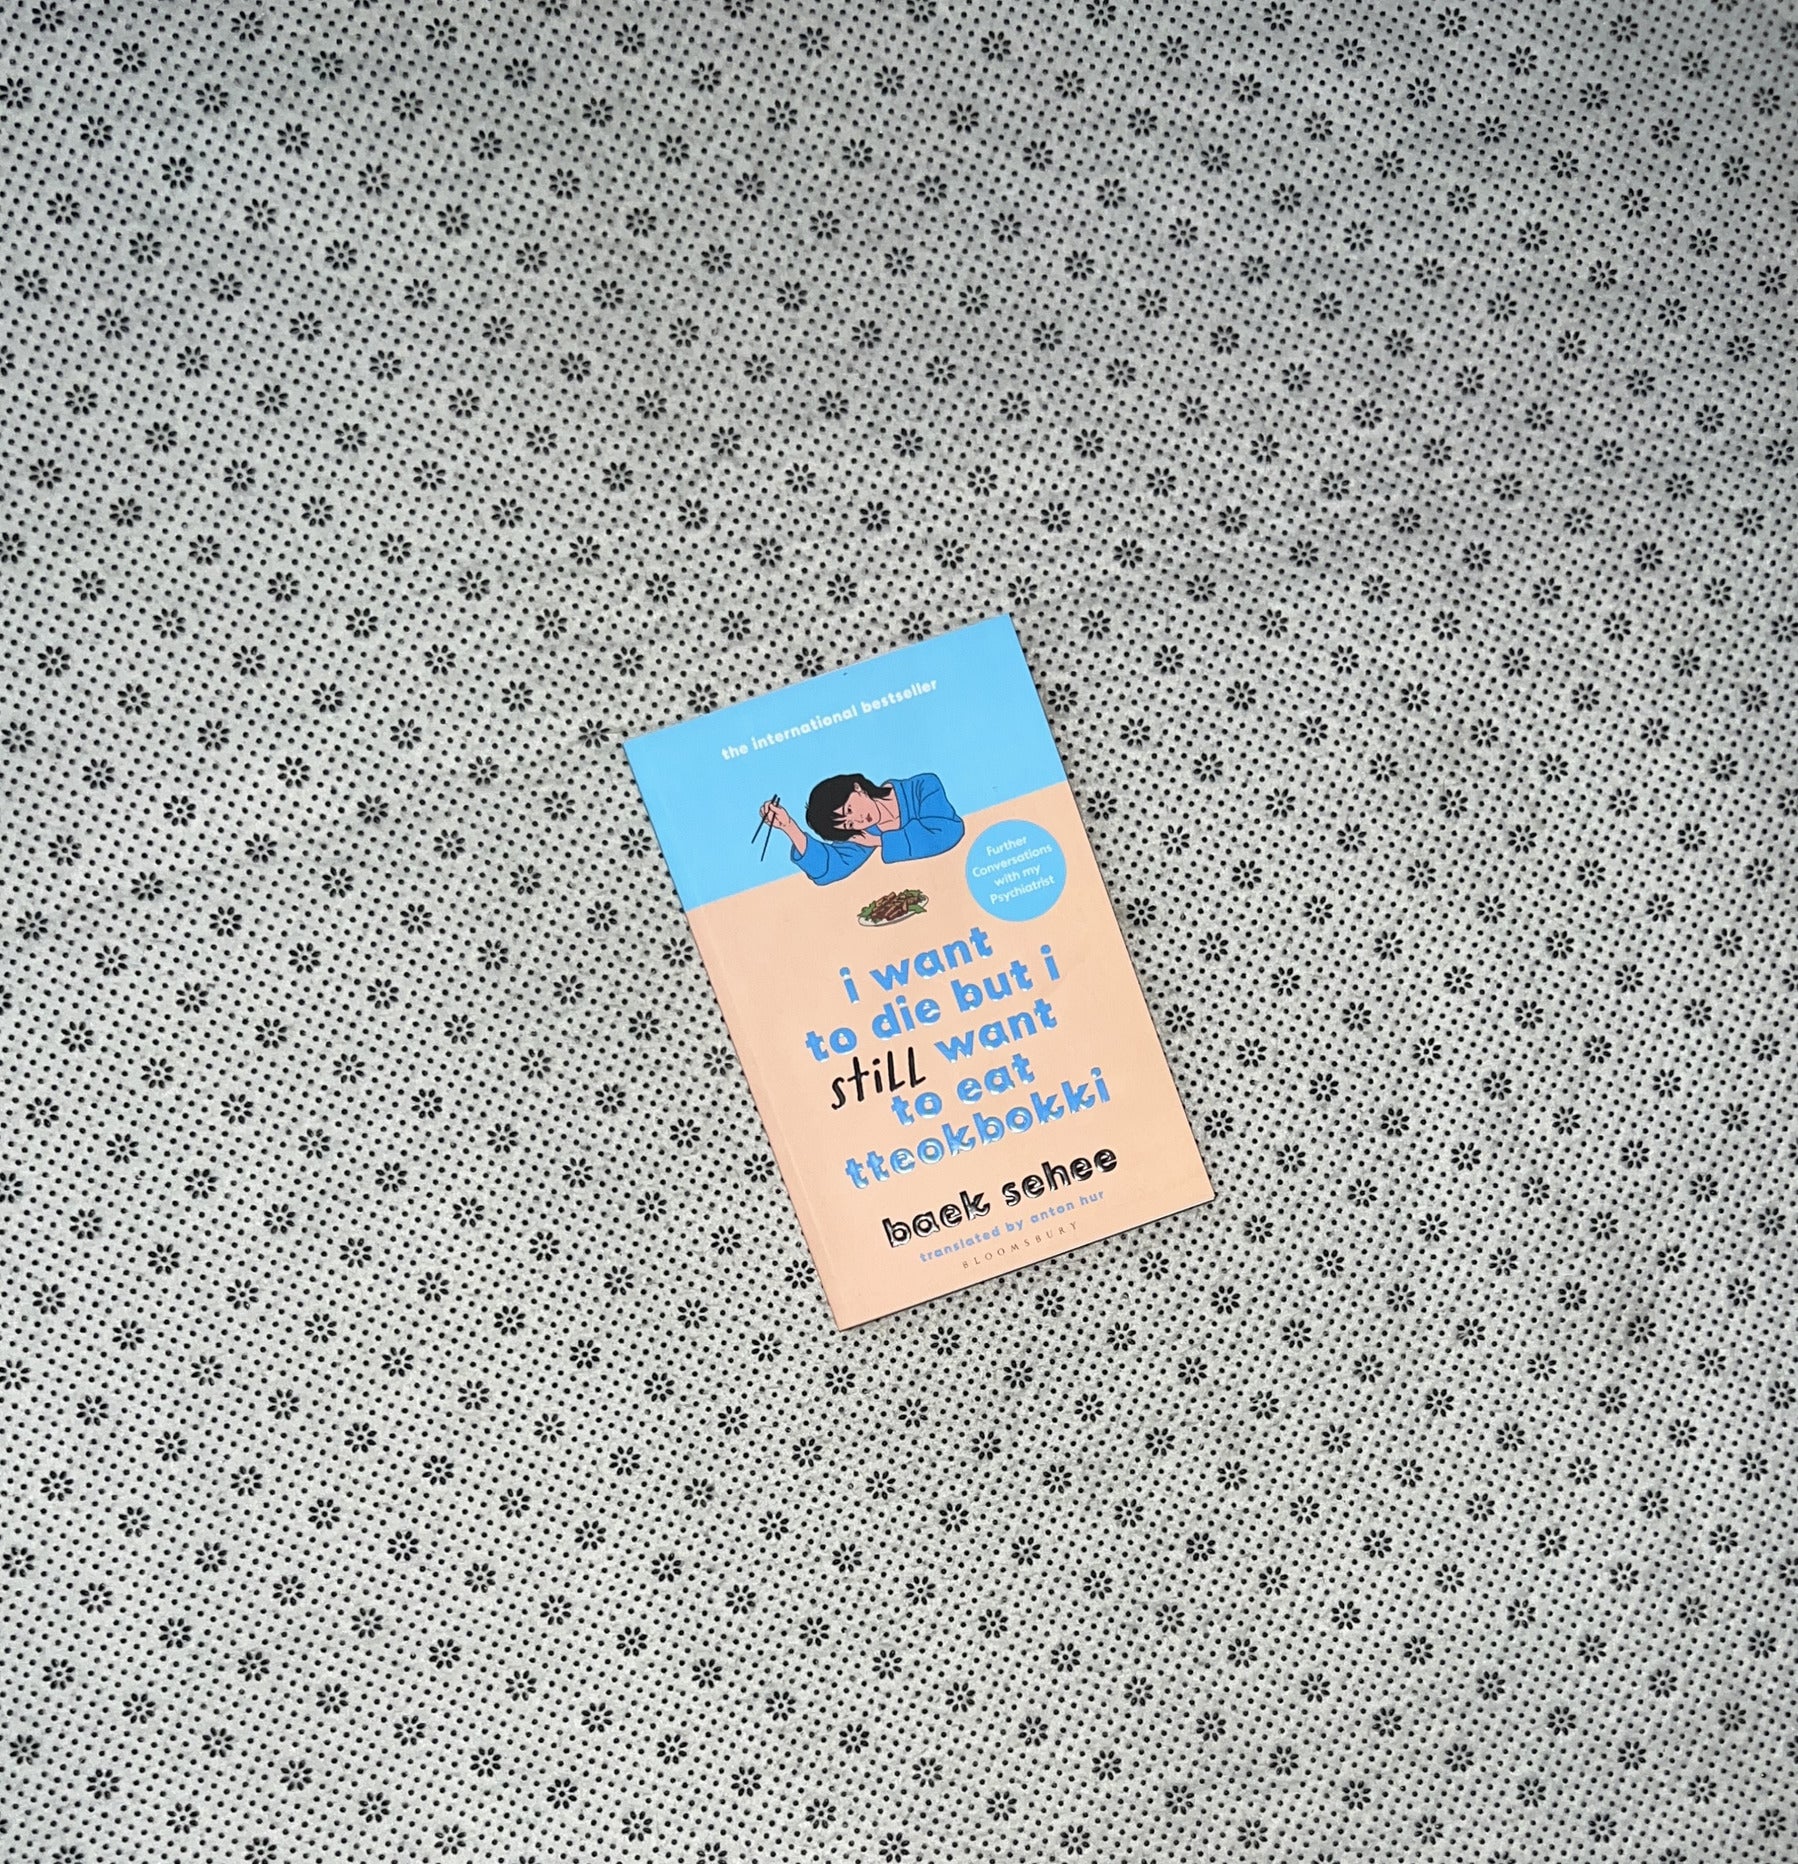 the international bestseller
Further
Conversations
with my
Psychiatrist
i want
to die but i
still want
to eat
tteokbokki
baek sehee
translated by anton hur
BLOOMSBURY